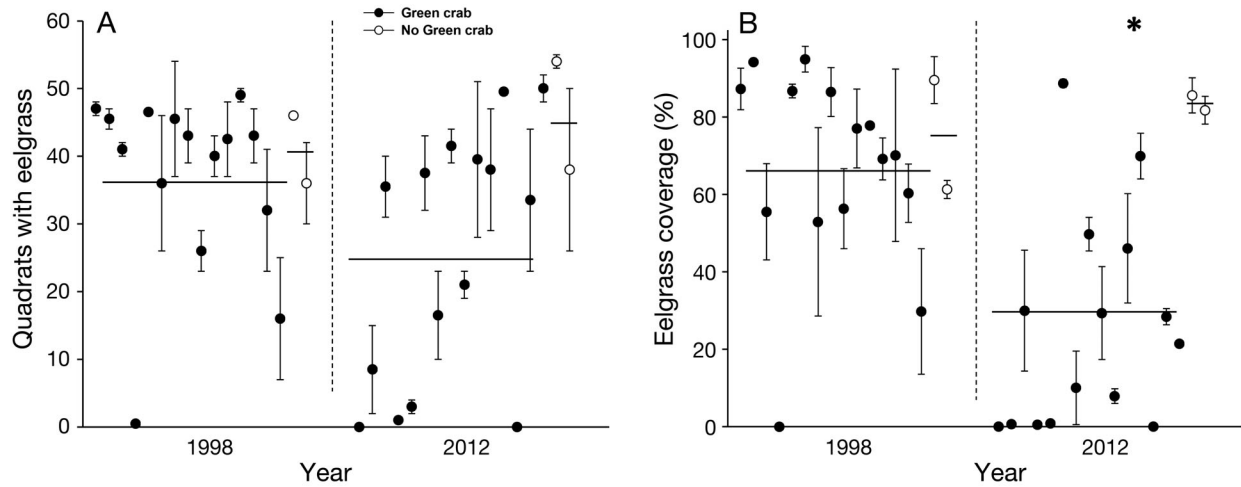 A
Green crab
No Green crab
Quadrats with eelgrass
60
50
40
30
20
10
0
1998
2012
Year
B
*
Eelgrass coverage (%)
100
80
60
40
20
0
1998
2012
Year